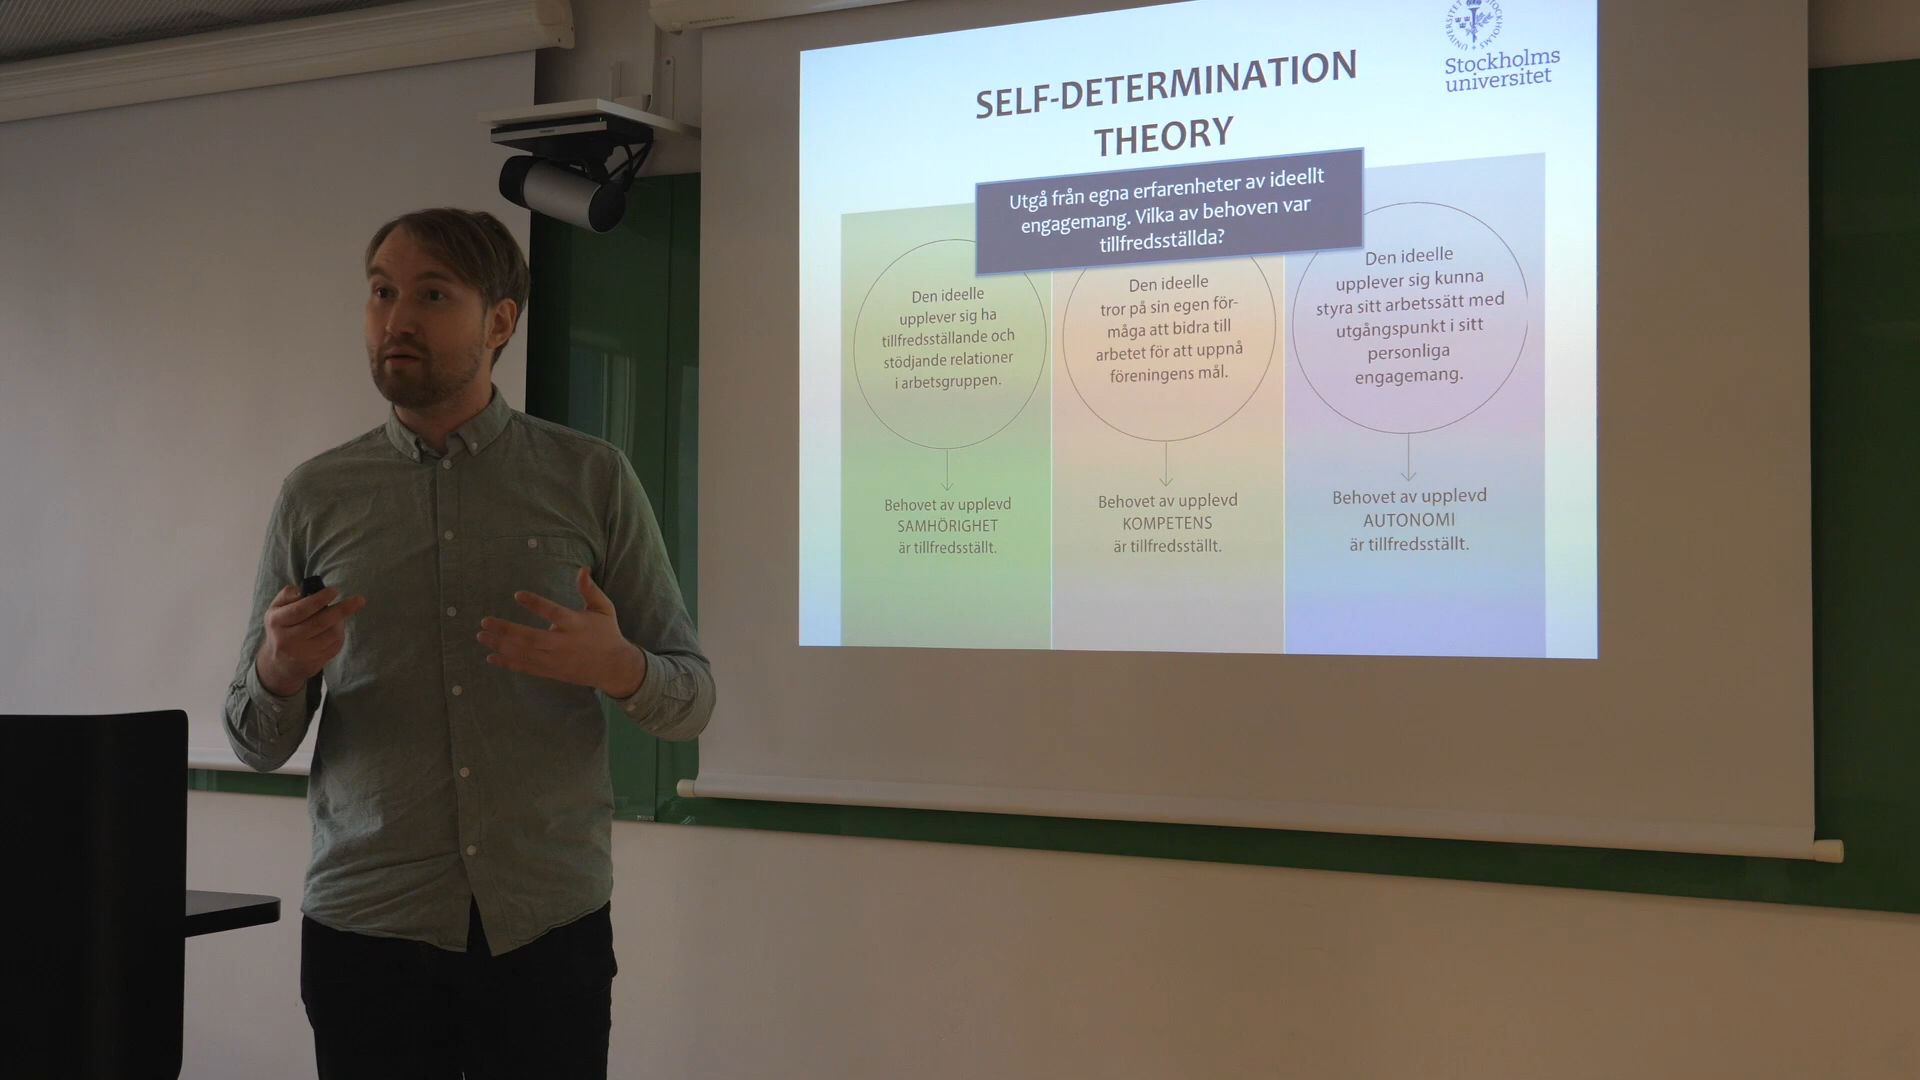 SELF-DETERMINATION
THEORY
Stockholms
universitet
Utgå från egna erfarenheter av ideellt
engagemang. Vilka av behoven var
tillfredsställda?
Den ideelle
upplever sig ha
tillfredsställande och
stödjande relationer
i arbetsgruppen.
Behovet av upplevd
SAMHÖRIGHET
är tillfredsställt.
Den ideelle
tror på sin egen för-
måga att bidra till
arbetet för att uppnå
föreningens mål.
Behovet av upplevd
KOMPETENS
är tillfredsställt.
Den ideelle
upplever sig kunna
styra sitt arbetssätt med
utgångspunkt i sitt
personliga
engagemang.
Behovet av upplevd
AUTONOMI
är tillfredsställt.